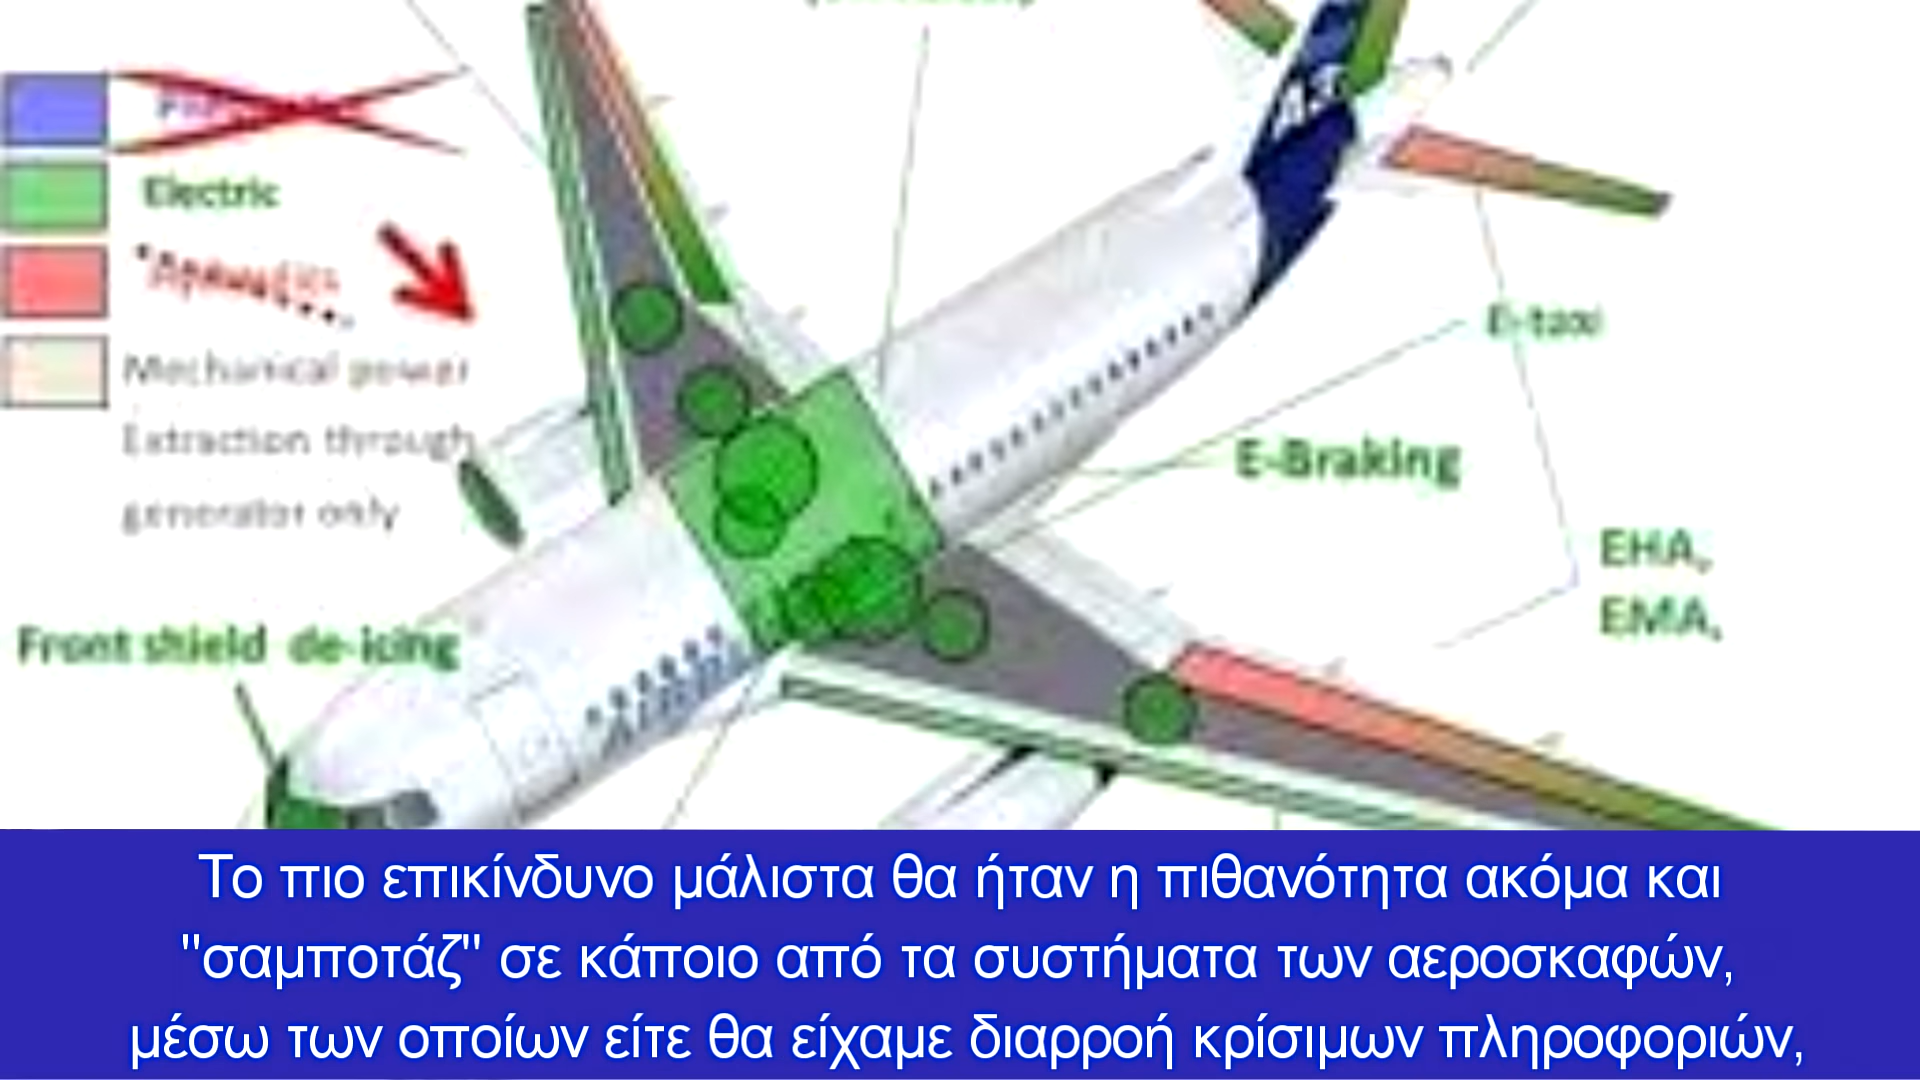 Electric
Mechanical power
Extraction through
generator only
Front shield de-icing
E-taxi
E-Braking
EHA,
EMA,
Το πιο επικίνδυνο μάλιστα θα ήταν η πιθανότητα ακόμα και
"σαμποτάζ" σε κάποιο από τα συστήματα των αεροσκαφών,
μέσω των οποίων είτε θα είχαμε διαρροή κρίσιμων πληροφοριών,